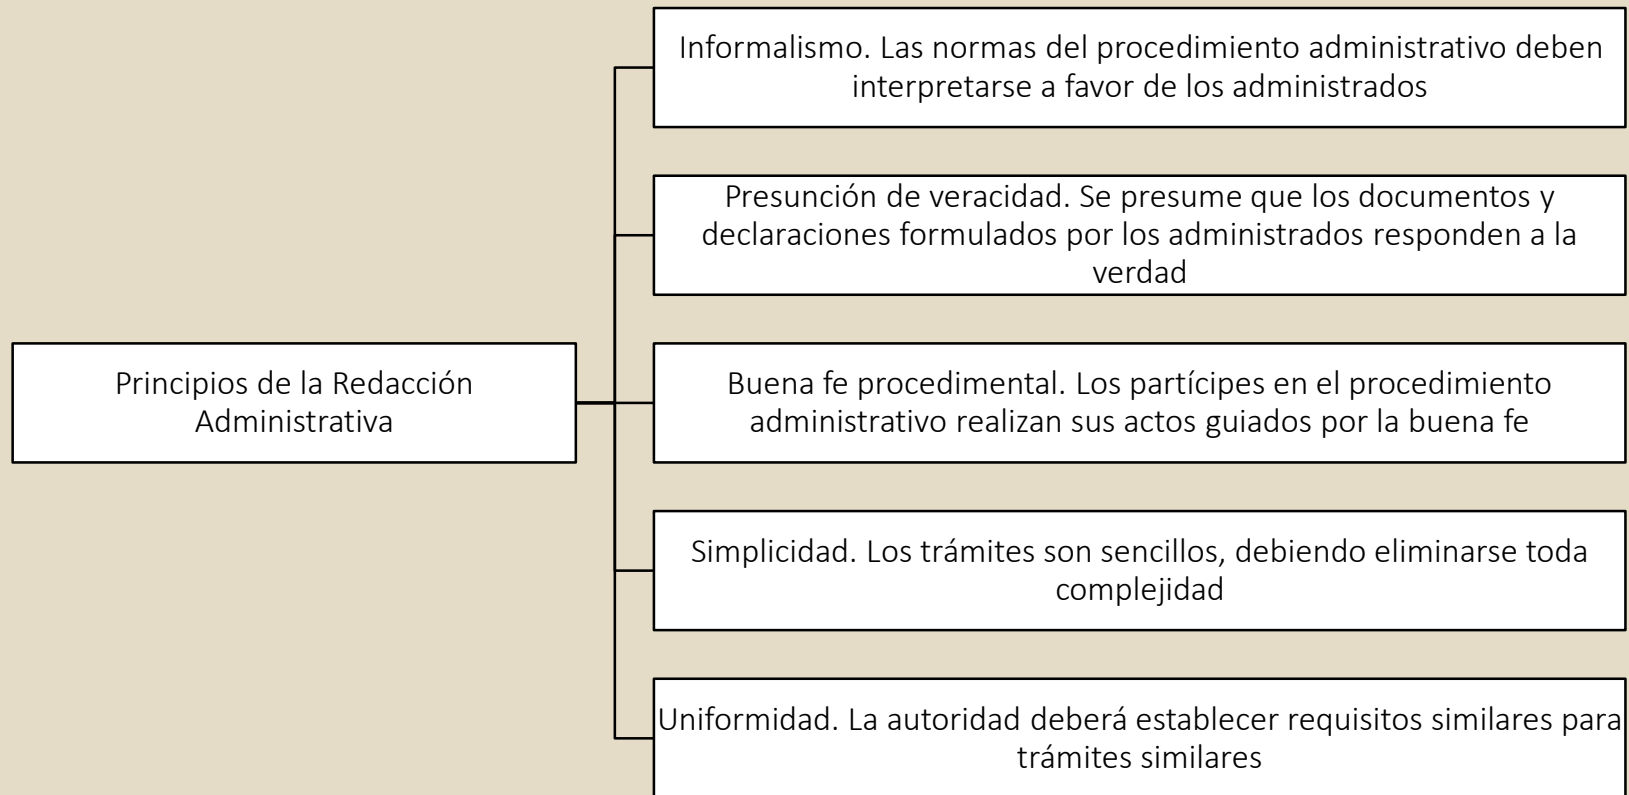 Informalismo. Las normas del procedimiento administrativo deben
interpretarse a favor de los administrados
Presunción de veracidad. Se presume que los documentos y
declaraciones formulados por los administrados responden a la
verdad
Principios de la Redacción
Administrativa
Buena fe procedimental. Los partícipes en el procedimiento
administrativo realizan sus actos guiados por la buena fe
Simplicidad. Los trámites son sencillos, debiendo eliminarse toda
complejidad
Uniformidad. La autoridad deberá establecer requisitos similares para
trámites similares